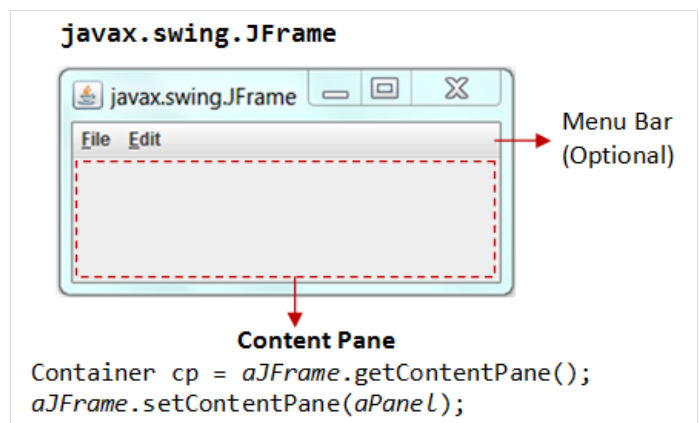 javax.swing.JFrame
javax.swing.JFrame
File Edit
Menu Bar
(Optional)
Content Pane
Container cp = aJFrame.getContentPane();
aJFrame.setContentPane(aPanel);